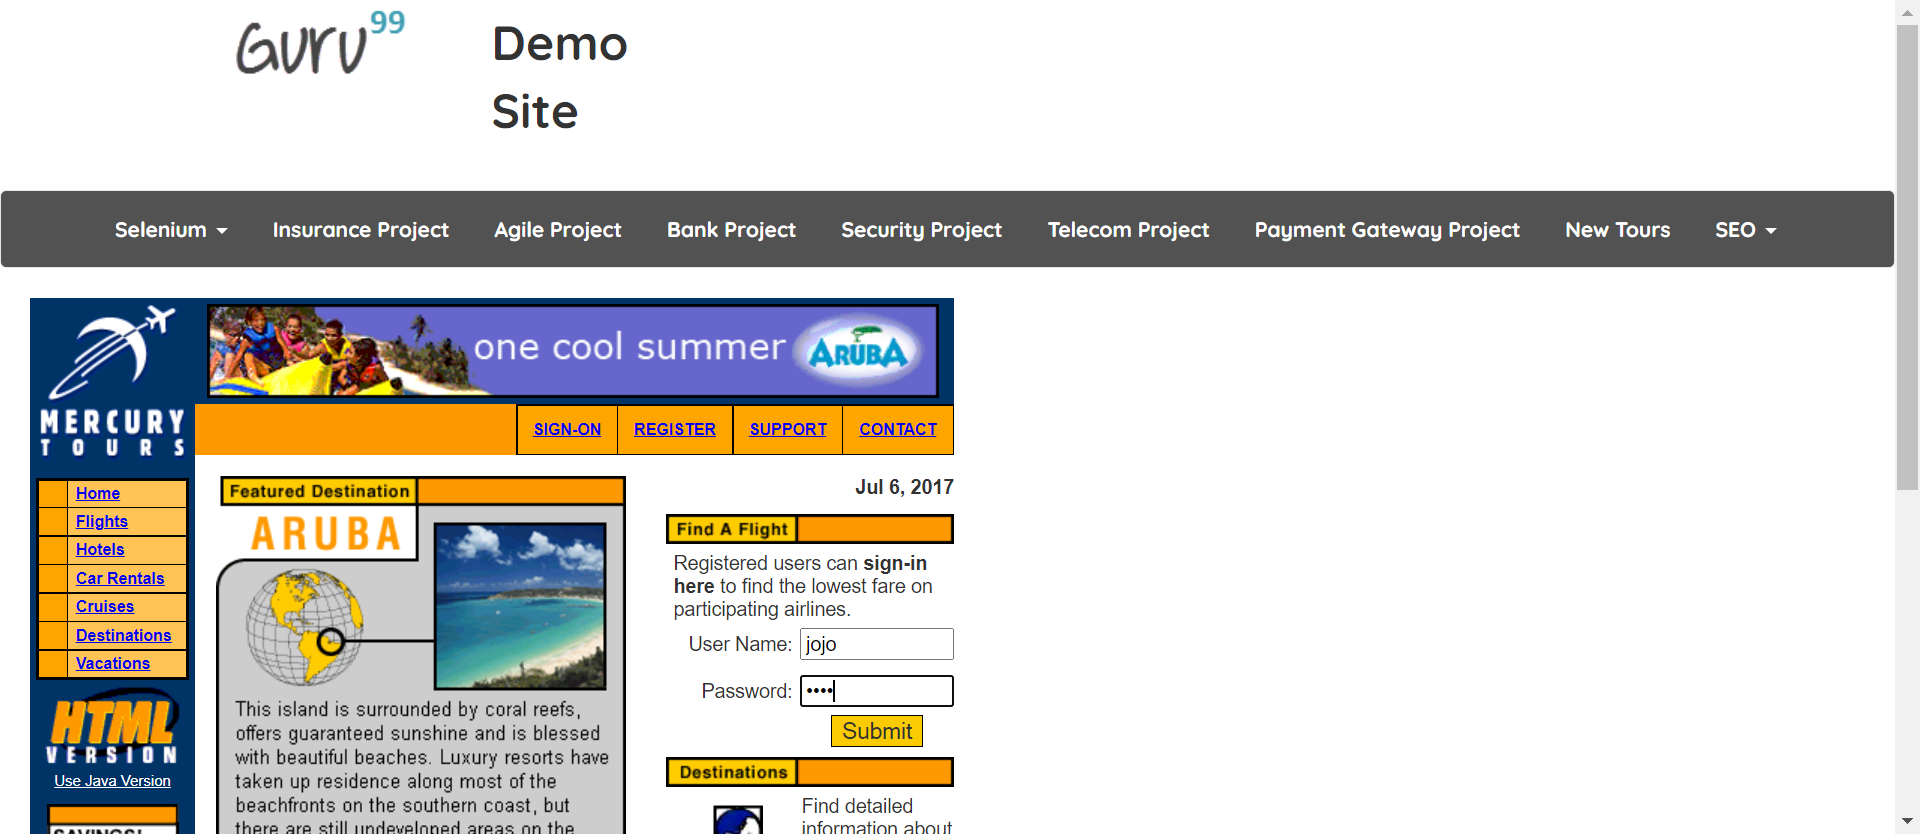 Guru99
Demo
Site
Selenium
Insurance Project
Agile Project
Bank Project
Security Project
Telecom Project
Payment Gateway Project
New Tours
SEO
one cool summer
ARUBA
MERCURY
TOURS
SIGN-ON
REGISTER
SUPPORT
CONTACT
Home
Flights
Hotels
Car Rentals
Cruises
Destinations
Vacations
HTML
VERSION
Use Java Version
SAVINGS!
Featured Destination
ARUBA
This island is surrounded by coral reefs,
offers guaranteed sunshine and is blessed
with beautiful beaches. Luxury resorts have
taken up residence along most of the
beachfronts on the southern coast, but
there are still undeveloped areas on the
Jul 6, 2017
Find A Flight
Registered users can sign-in
here to find the lowest fare on
participating airlines.
User Name: jojo
Password: ••••
Submit
Destinations
Find detailed
information about